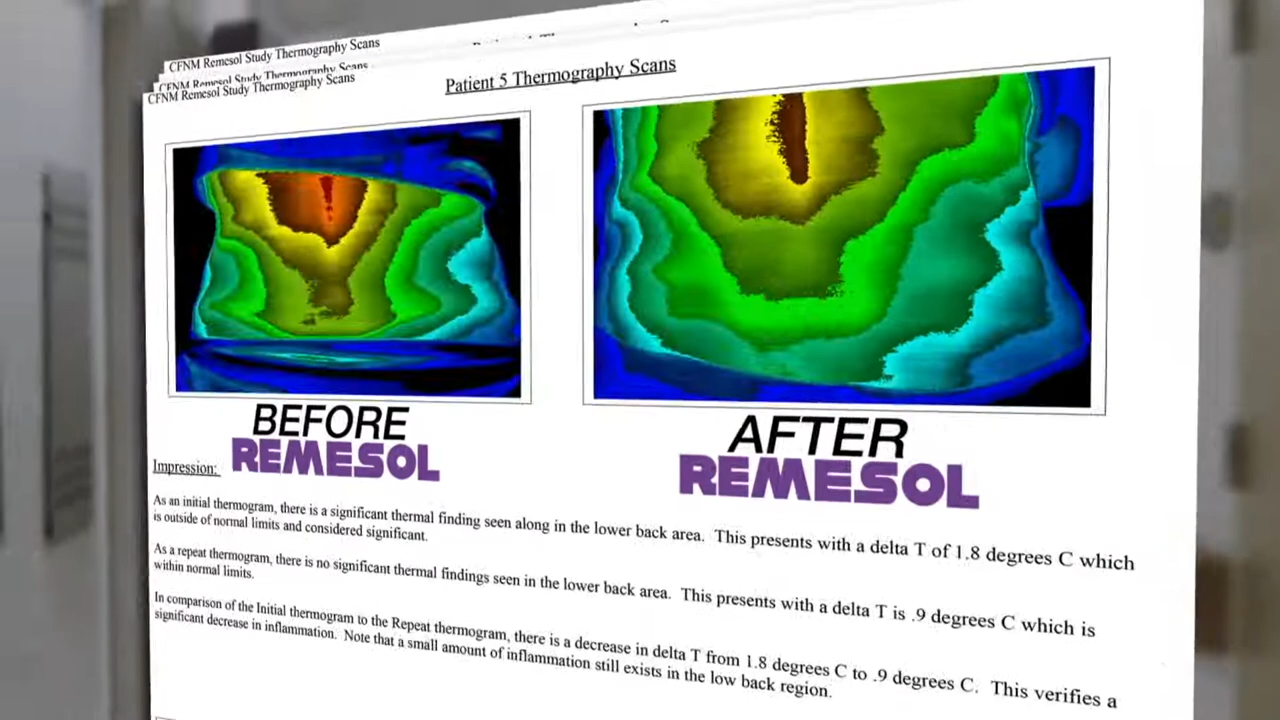 CFNM Remesol Study Thermography Scans
CFNM Remesol Study Thermography Scans
CFNM Remesol Study Thermography Scans
Patient 5 Thermography Scans
BEFORE
REMESOL
AFTER
REMESOL
Impression:
As an initial thermogram, there is a significant thermal finding seen along in the lower back area. This presents with a delta T of 1.8 degrees C which
is outside of normal limits and considered significant.
As a repeat thermogram, there is no significant thermal findings seen in the lower back area. This presents with a delta T is .9 degrees C which is
within normal limits.
In comparison of the Initial thermogram to the Repeat thermogram, there is a decrease in delta T from 1.8 degrees C to .9 degrees C. This verifies a
significant decrease in inflammation. Note that a small amount of inflammation still exists in the low back region.